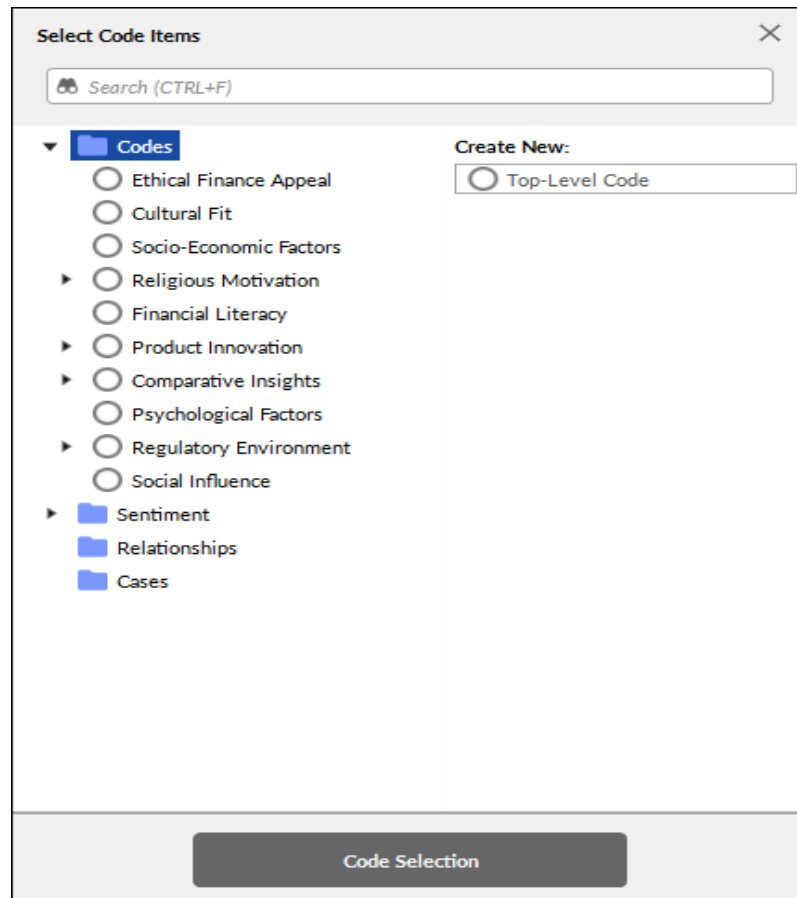 Select Code Items
Search (CTRL+F)
Codes
Ethical Finance Appeal
Cultural Fit
Socio-Economic Factors
Religious Motivation
Financial Literacy
Product Innovation
Comparative Insights
Psychological Factors
Regulatory Environment
Social Influence
Sentiment
Relationships
Cases
Create New:
Top-Level Code
Code Selection